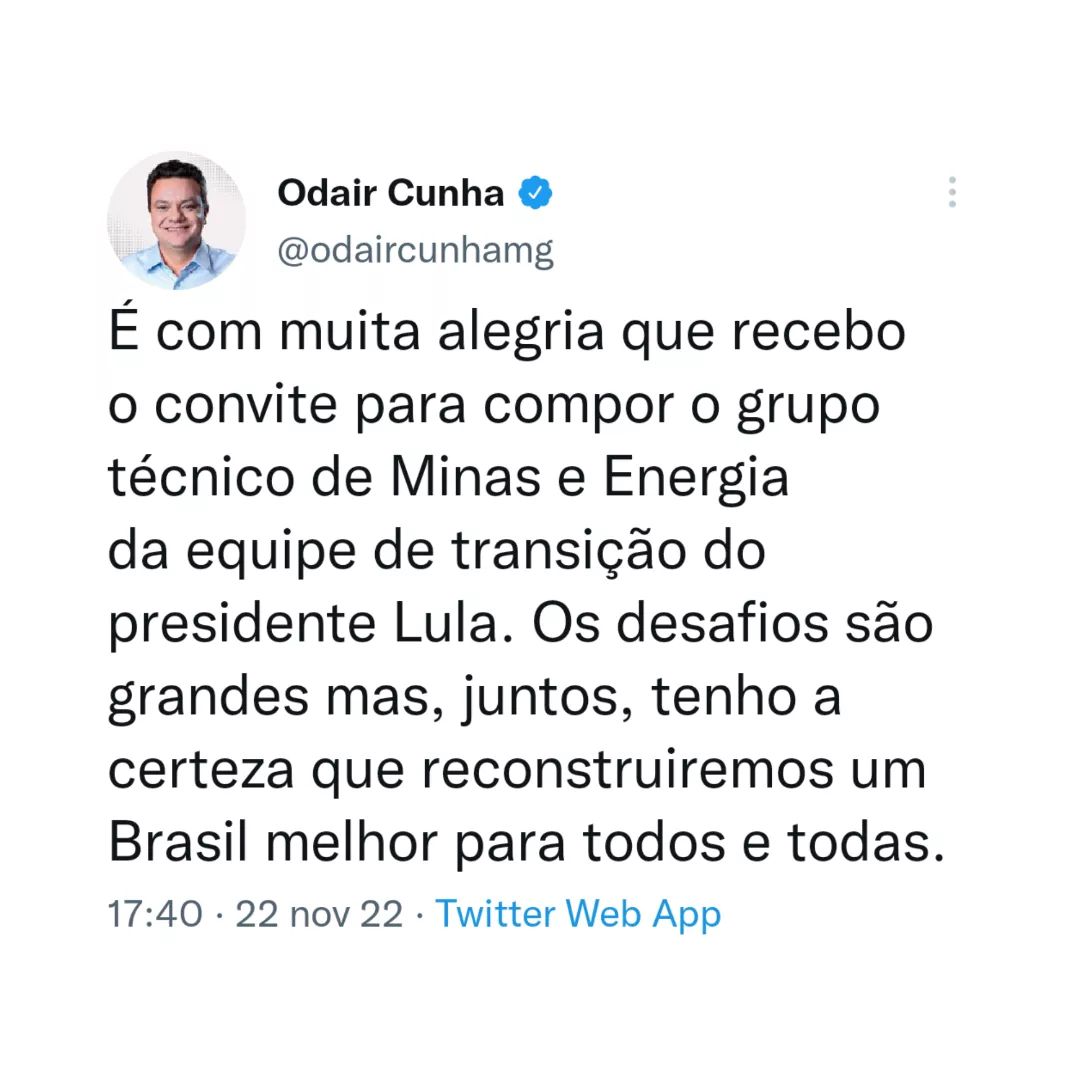 Odair Cunha
@odaircunhamg
É com muita alegria que recebo
o convite para compor o grupo
técnico de Minas e Energia
da equipe de transição do
presidente Lula. Os desafios são
grandes mas, juntos, tenho a
certeza que reconstruiremos um
Brasil melhor para todos e todas.
17:40 · 22 nov 22 · Twitter Web App